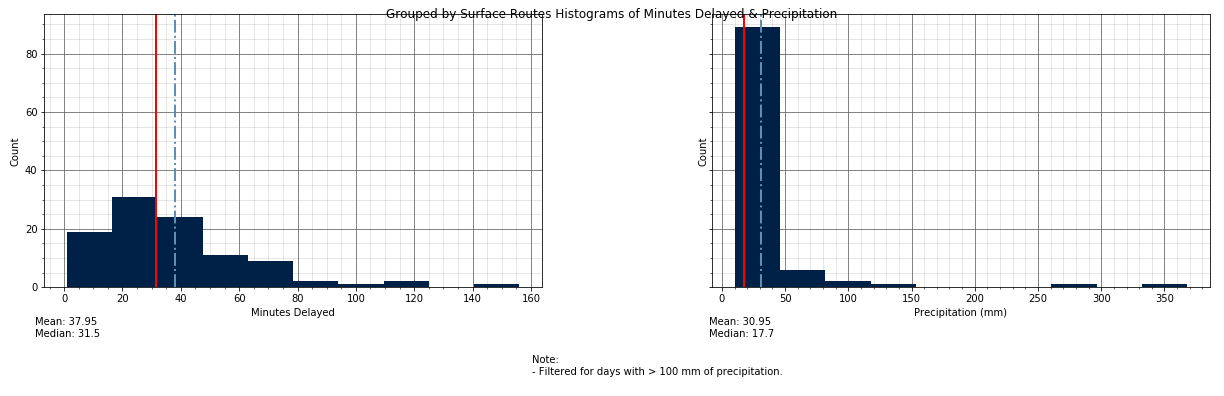 Grouped by Surface Routes Histograms of Minutes Delayed & Precipitation
80
60
40
20
0
Count
0 20 40 60 80 100 120 140 160
Minutes Delayed
Mean: 37.95
Median: 31.5
Count
0 50 100 150 200 250 300 350
Precipitation (mm)
Mean: 30.95
Median: 17.7
Note:
- Filtered for days with > 100 mm of precipitation.